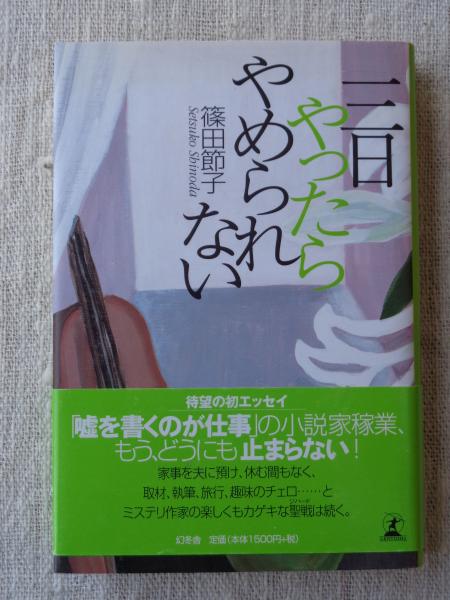 三日
やったら
やめられ
ない
篠田節子
Setsuko Shinoda
待望の初エッセイ
「嘘を書くのが仕事」の小説家稼業、
もう、どうにも止まらない!
家事を夫に預け、休む間もなく、
取材、執筆、旅行、趣味のチェロ……と
ミステリ作家の楽しくもカゲキな聖戦は続く。
ジハード
幻冬舎 定価(本体1500円+税)
GENTOSHA